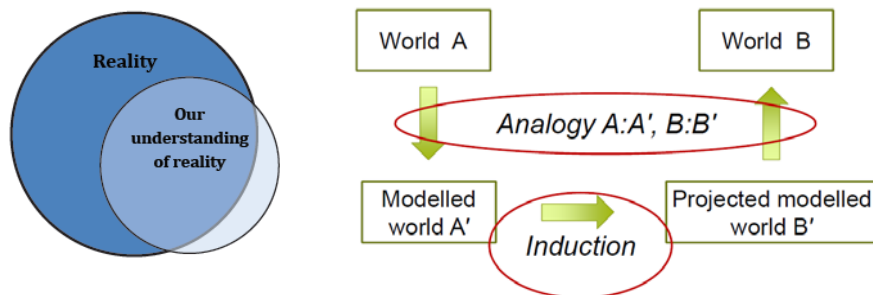 Reality
Our
understanding
of reality
World A
World B
Analogy A:A′, B:B′
Modelled
world A′
Induction
Projected modelled
world B′